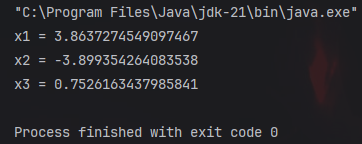 "C:\Program Files\Java\jdk-21\bin\java.exe"
x1 = 3.8637274549097467
x2 = -3.899354264083538
x3 = 0.7526163437985841
Process finished with exit code 0